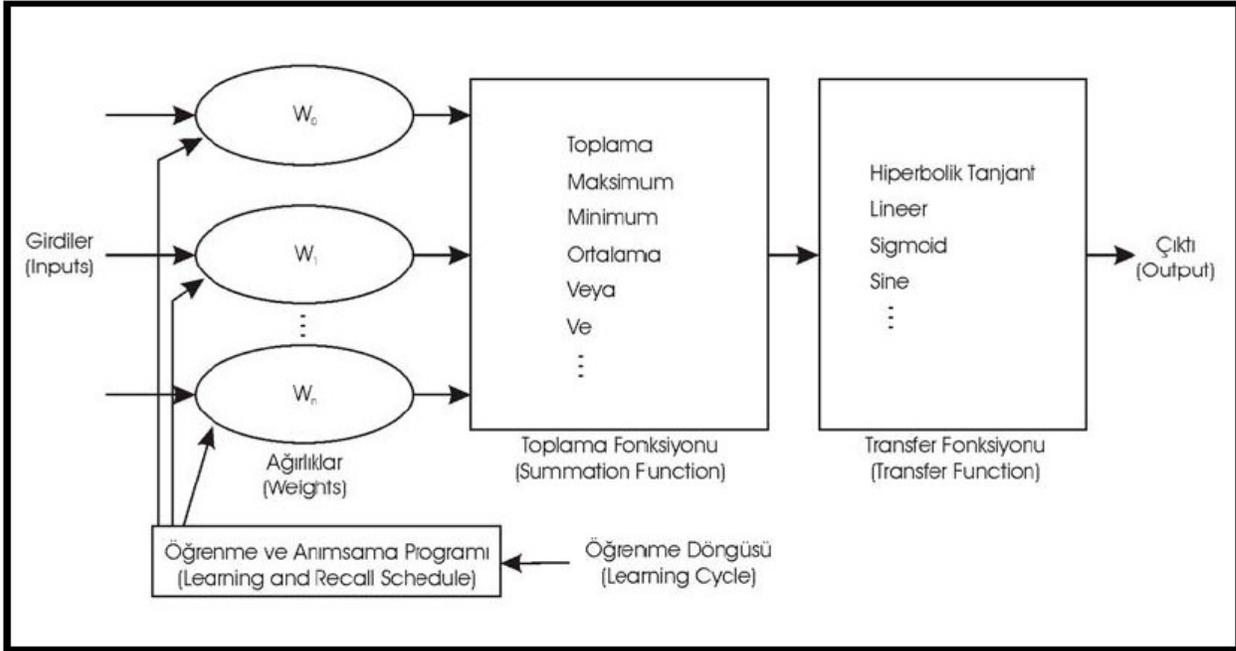 Girdiler
(Inputs)
W₀
W₁
Wₙ
Ağırlıklar
(Weights)
Toplama
Maksimum
Minimum
Ortalama
Veya
Ve
Toplama Fonksiyonu
(Summation Function)
Hiperbolik Tanjant
Lineer
Sigmoid
Sine
Transfer Fonksiyonu
(Transfer Function)
Çıktı
(Output)
Öğrenme ve Anımsama Programı
(Learning and Recall Schedule)
Öğrenme Döngüsü
(Learning Cycle)